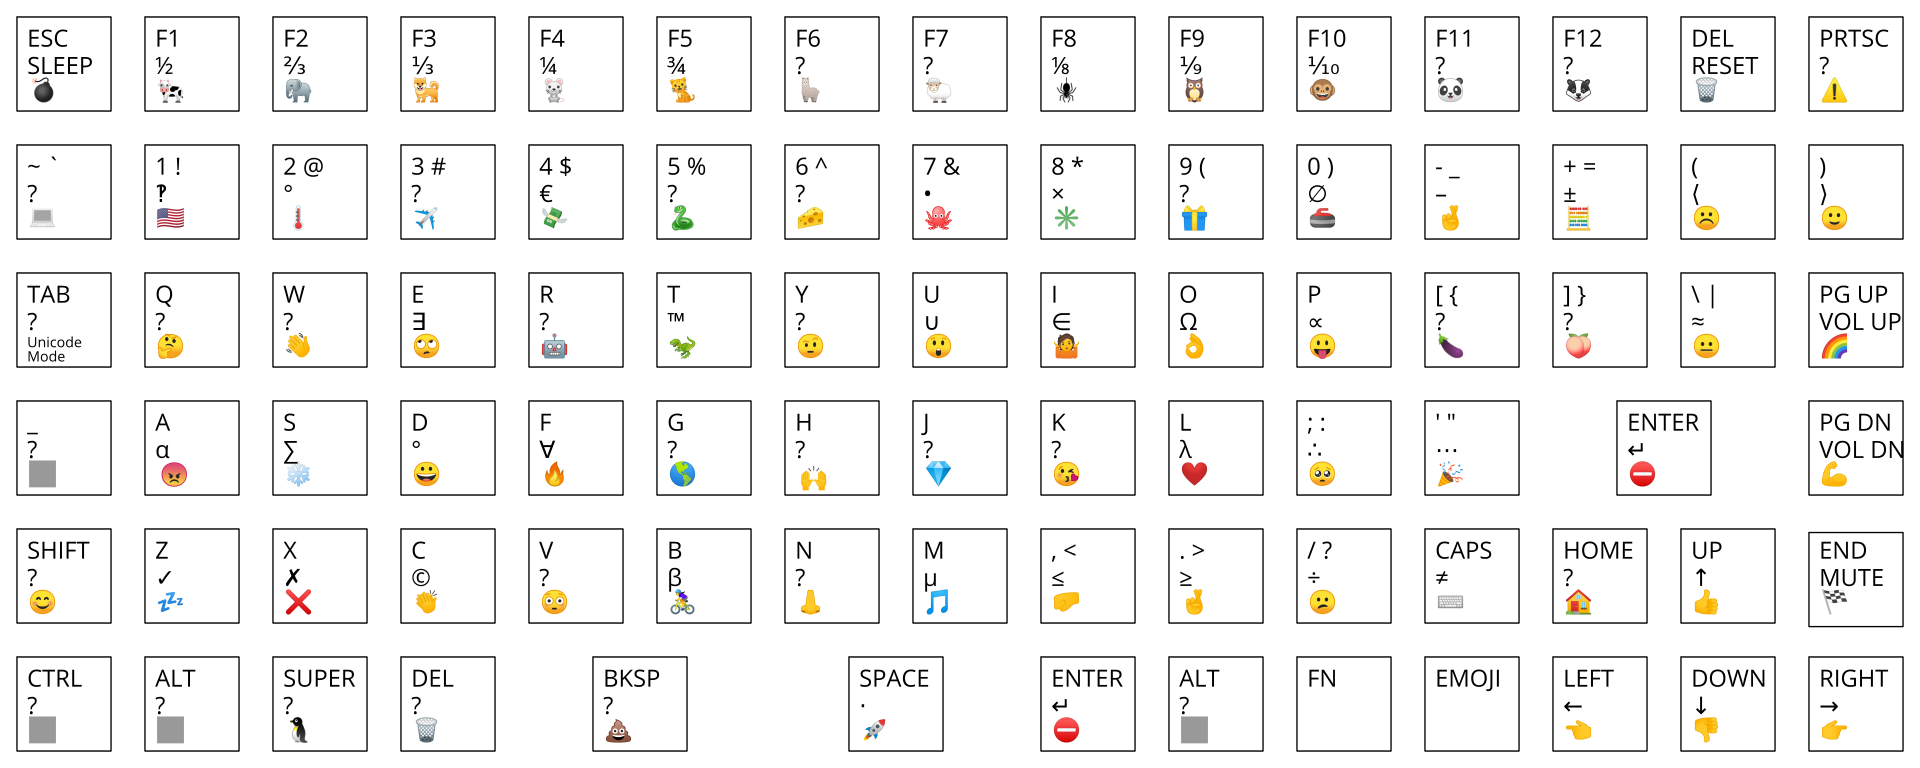 ESC F1 F2 F3 F4 F5 F6 F7 F8 F9 F10 F11 F12 DEL PRTSC
SLEEP ½ ⅔ ⅓ ¼ ¾ ? ? ⅛ ⅑ ⅒ ? ? RESET ?
💣 🐮 🐘 🐕 🐭 🐆 🦙 🐑 🕷 🦉 🐵 🐼 🦡 🗑 ⚠
~ ` 1 ! 2 @ 3 # 4 $ 5 % 6 ^ 7 & 8 * 9 ( 0 ) - _ + = ( )
? ‽ ° ? € ? ? • × ? ∅ – ± ⟨ ⟩
💻 🇺🇸 🌡 ✈ 💸 🐍 🧀 🐙 ✳ 🎁 🥌 🤞 🧮 ☹ 🙂
TAB Q W E R T Y U I O P [ { ] } \ | PG UP
? ? ? ∃ ? ™ ? ∪ ∈ Ω ∝ ? ? ≈ VOL UP
Unicode
Mode 🤔 👋 🙄 🤖 🦖 🤨 😲 🤷 👌 😛 🍆 🍑 😐 🌈
_ A S D F G H J K L ; : ' " ENTER PG DN
? α ∑ ° ∀ ? ? ? ? λ ∴ … ↵ VOL DN
😡 ❄ 😀 🔥 🌎 🙌 💎 😘 ❤ 🥺 🎉 ⛔ 💪
SHIFT Z X C V B N M , < . > / ? CAPS HOME UP END
? ✓ ✗ © ? β ? µ ≤ ≥ ÷ ≠ ? ↑ MUTE
😊 💤 ❌ 👏 😳 🚴‍♀️ 👃 🎵 🤛 🤞 😕 ⌨ 🏠 👍 🏁
CTRL ALT SUPER DEL BKSP SPACE ENTER ALT FN EMOJI LEFT DOWN RIGHT
? ? ? ? ? · ↵ ? ← ↓ →
🐧 🗑 💩 🚀 ⛔ 👈 👎 👉